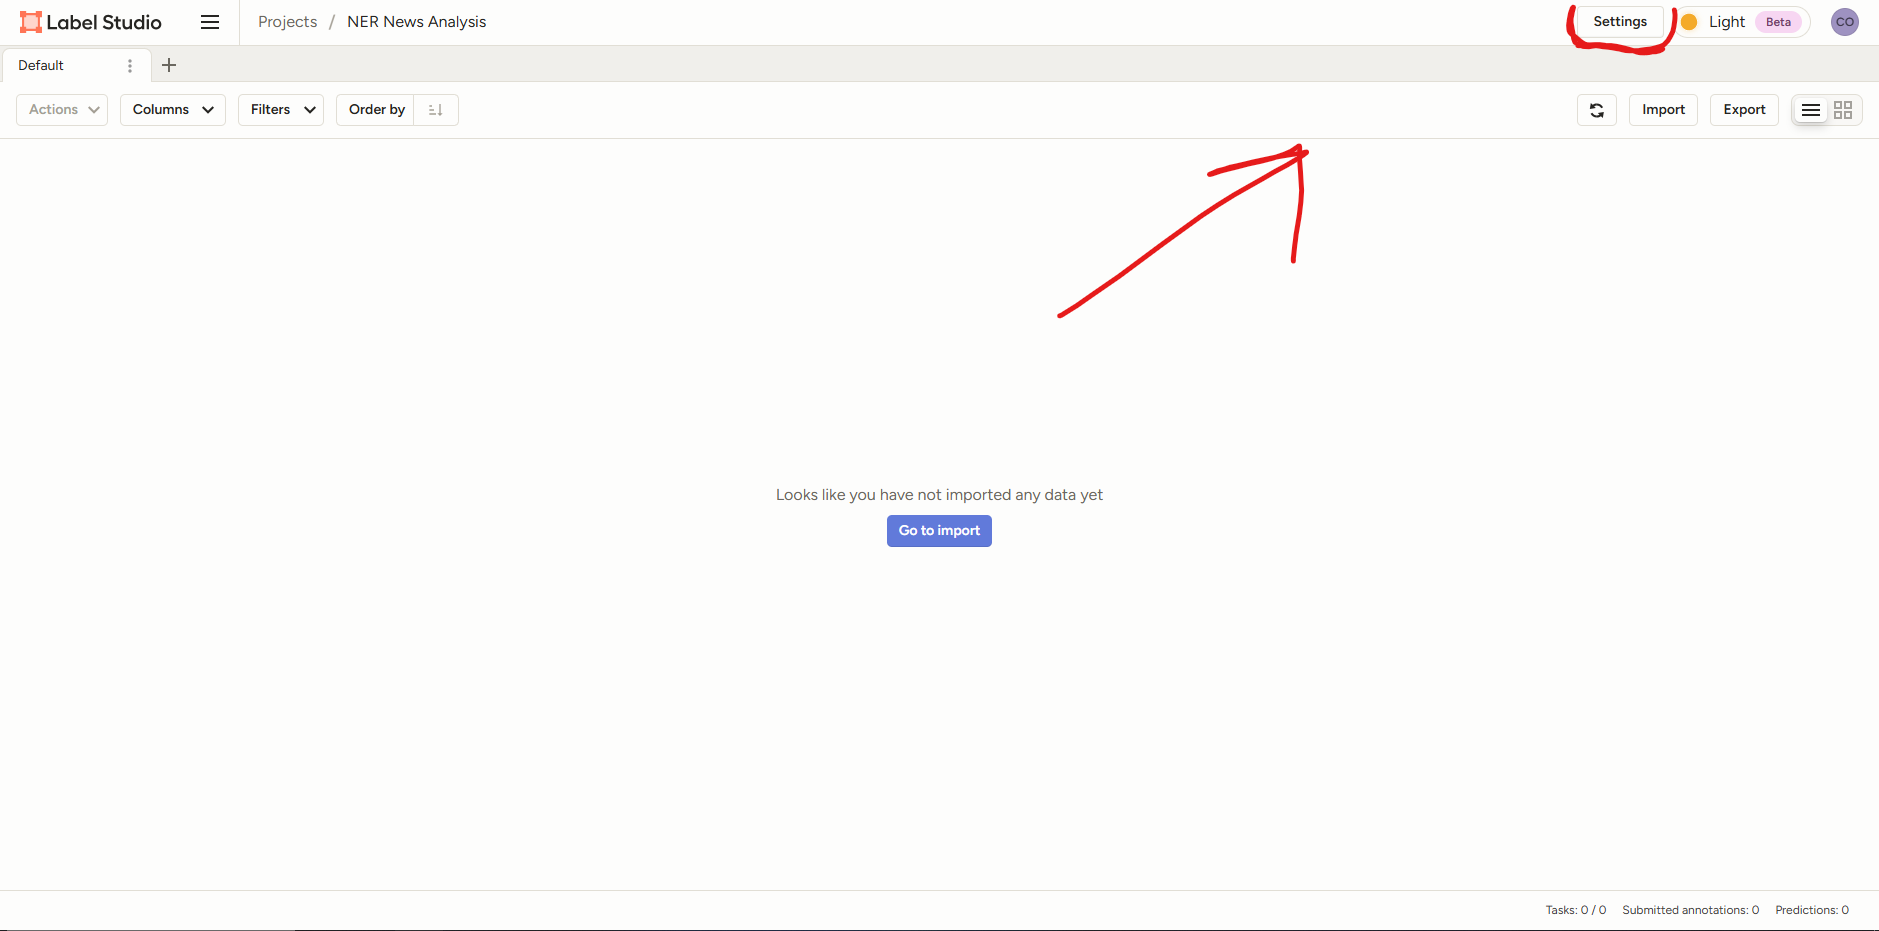 Label Studio
Projects / NER News Analysis
Settings
Light
Beta
CO
Default
Actions
Columns
Filters
Order by
Import
Export
Looks like you have not imported any data yet
Go to import
Tasks: 0 / 0
Submitted annotations: 0
Predictions: 0